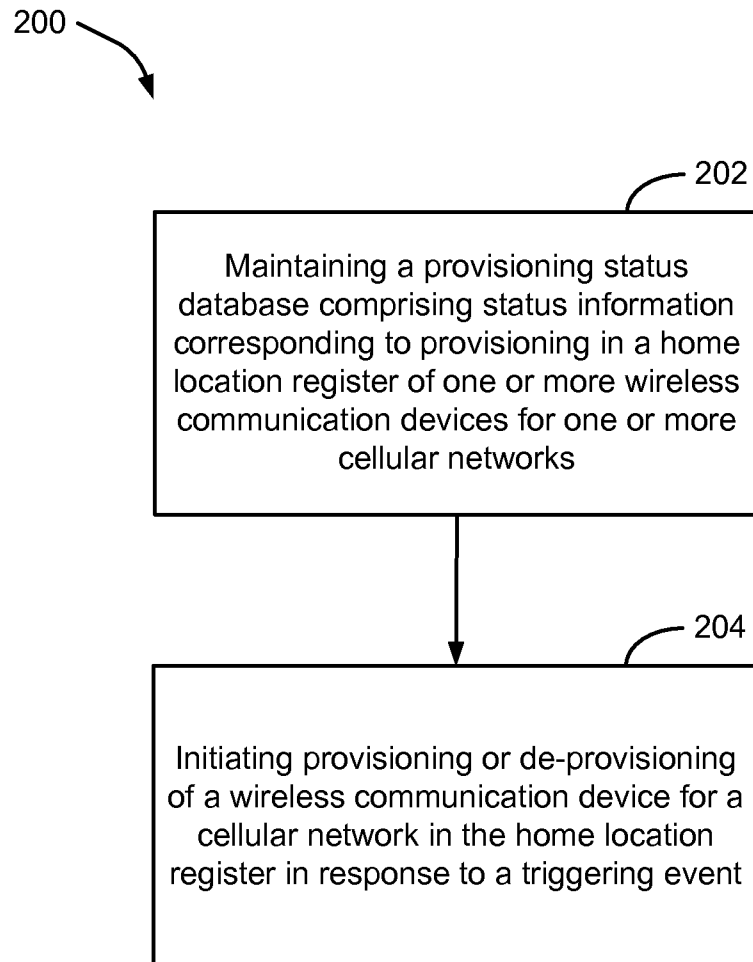 200
202
Maintaining a provisioning status
database comprising status information
corresponding to provisioning in a home
location register of one or more wireless
communication devices for one or more
cellular networks
204
Initiating provisioning or de-provisioning
of a wireless communication device for a
cellular network in the home location
register in response to a triggering event